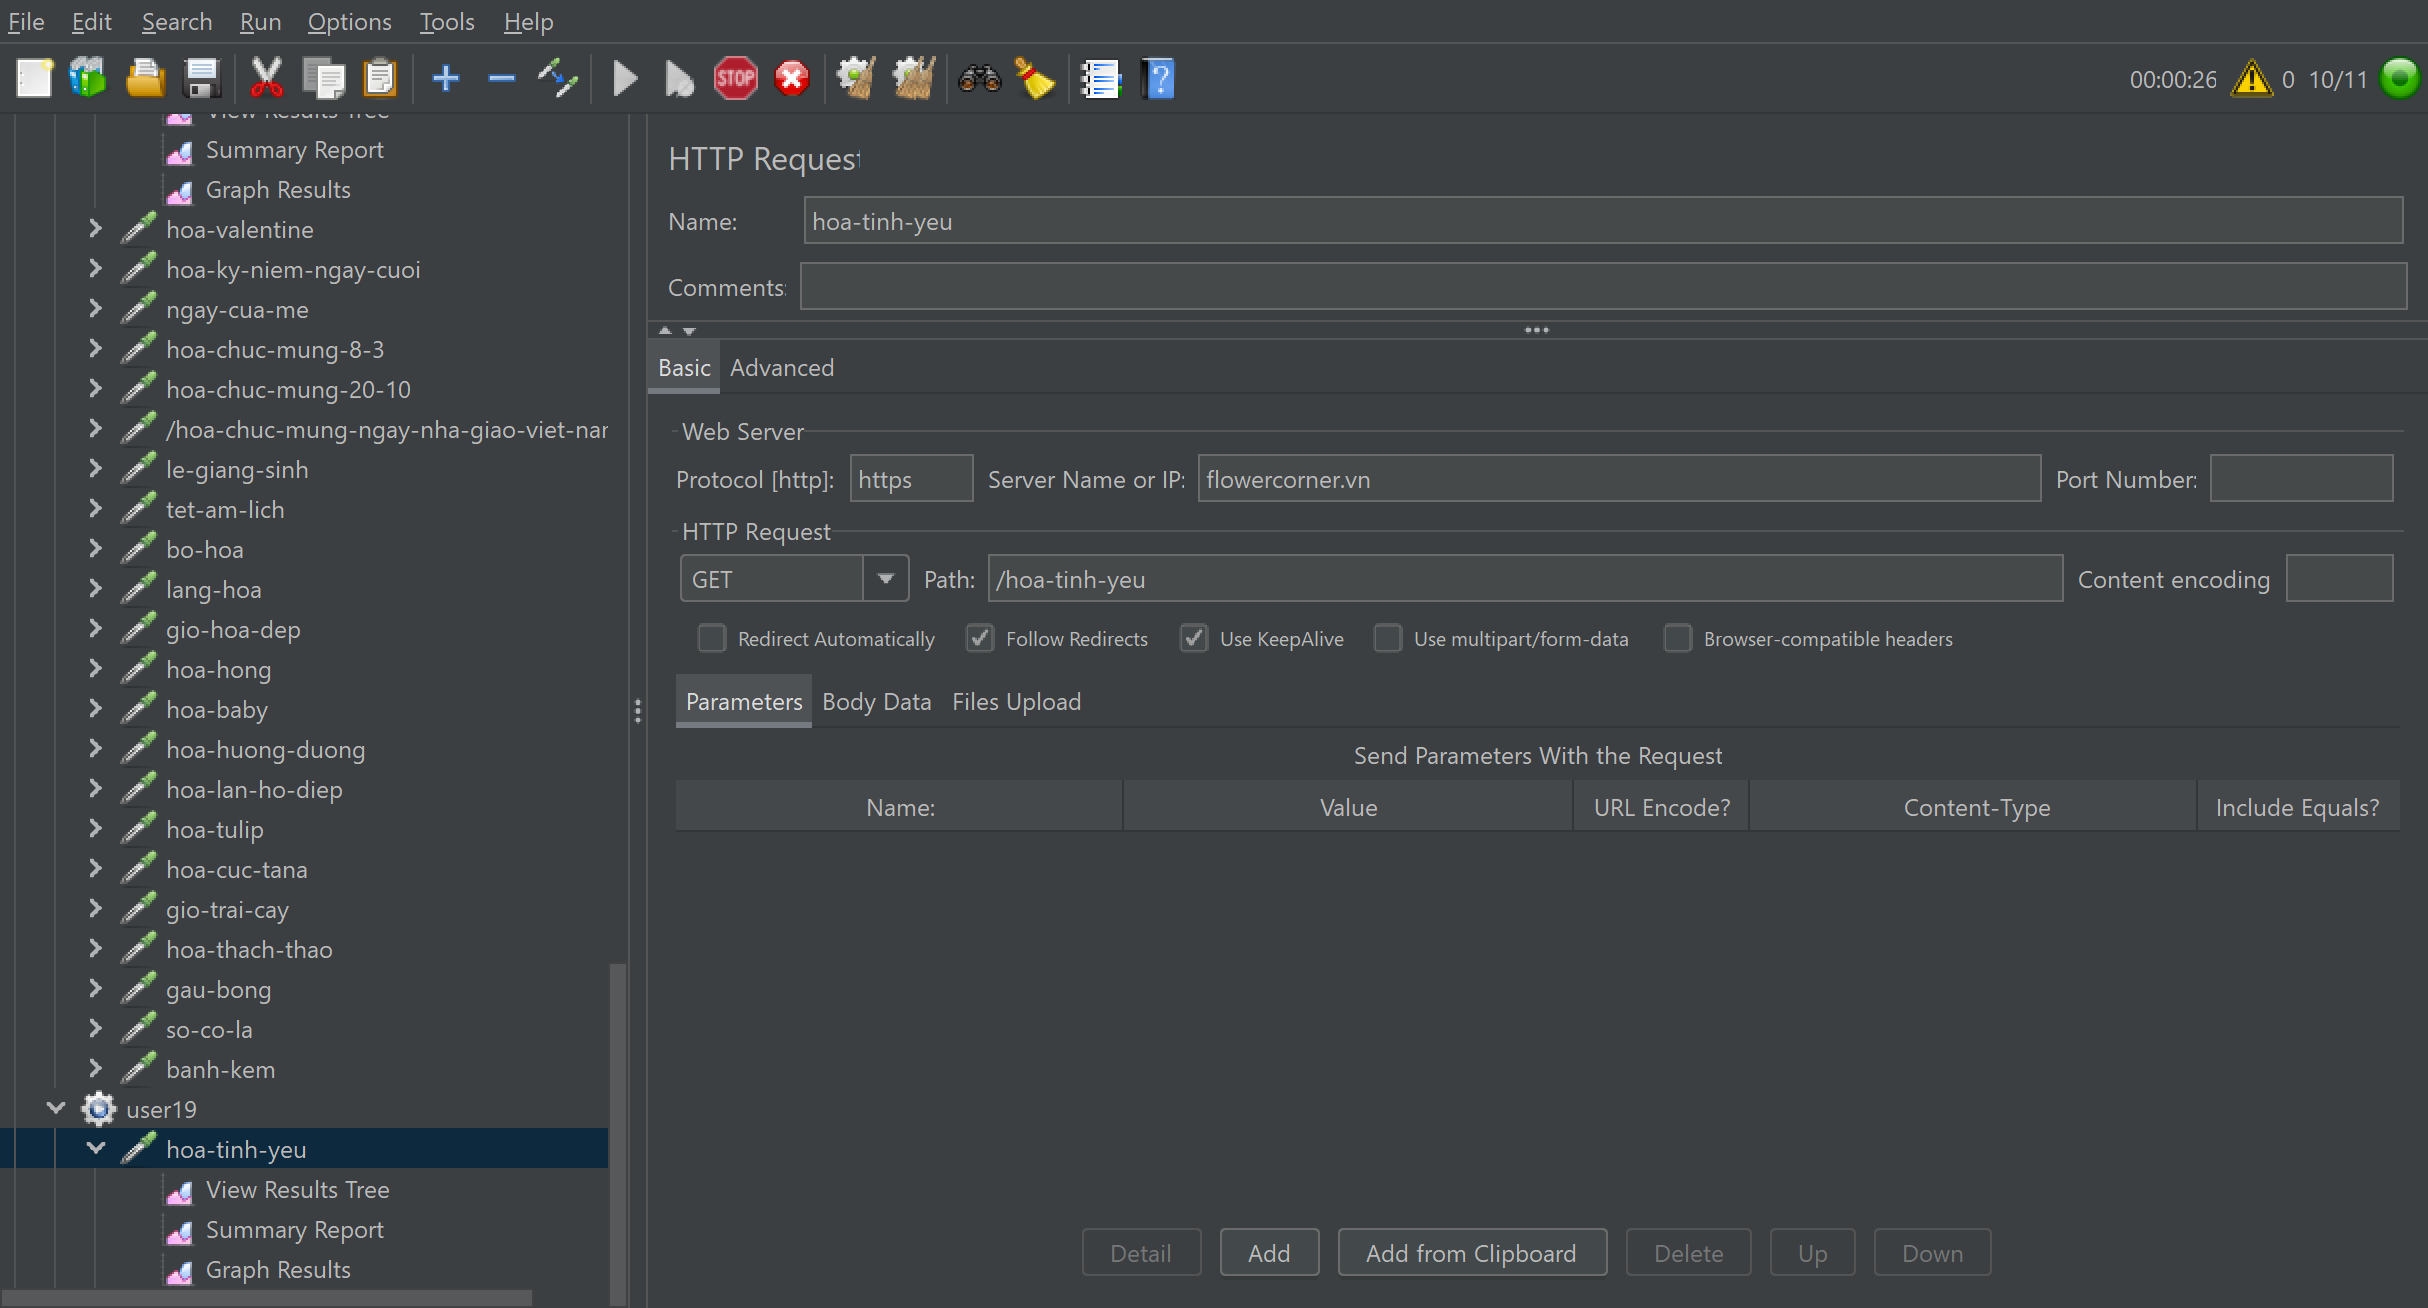 File Edit Search Run Options Tools Help
STOP
00:00:26 0 10/11
View Results Tree
Summary Report
Graph Results
hoa-valentine
hoa-ky-niem-ngay-cuoi
ngay-cua-me
hoa-chuc-mung-8-3
hoa-chuc-mung-20-10
/hoa-chuc-mung-ngay-nha-giao-viet-nar
le-giang-sinh
tet-am-lich
bo-hoa
lang-hoa
gio-hoa-dep
hoa-hong
hoa-baby
hoa-huong-duong
hoa-lan-ho-diep
hoa-tulip
hoa-cuc-tana
gio-trai-cay
hoa-thach-thao
gau-bong
so-co-la
banh-kem
user19
hoa-tinh-yeu
View Results Tree
Summary Report
Graph Results
HTTP Request
Name: hoa-tinh-yeu
Comments:
Basic Advanced
Web Server
Protocol [http]: https Server Name or IP: flowercorner.vn Port Number:
HTTP Request
GET Path: /hoa-tinh-yeu Content encoding
Redirect Automatically Follow Redirects Use KeepAlive Use multipart/form-data Browser-compatible headers
Parameters Body Data Files Upload
Send Parameters With the Request
Name: Value URL Encode? Content-Type Include Equals?
Detail Add Add from Clipboard Delete Up Down